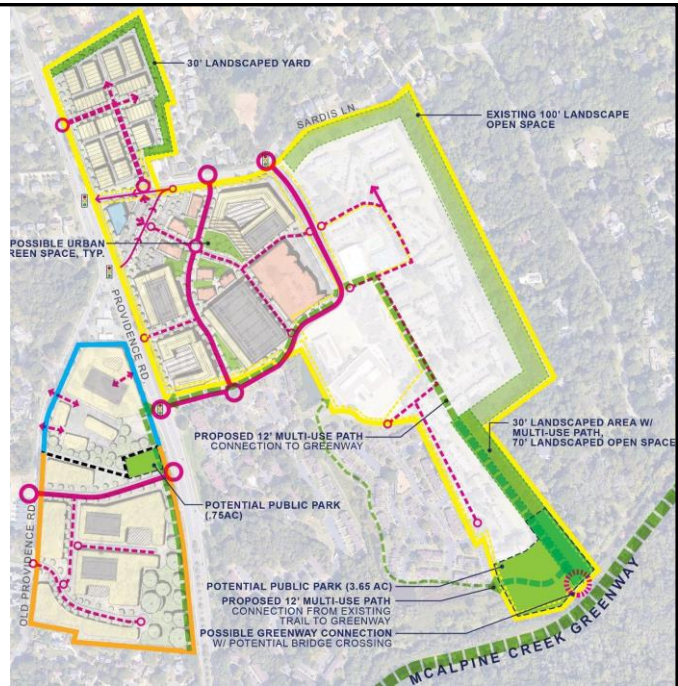 30' LANDSCAPED YARD
SARDIS LN.
EXISTING 100' LANDSCAPE
OPEN SPACE
POSSIBLE URBAN
REEN SPACE, TYP.
PROVIDENCE RD.
PROPOSED 12' MULTI-USE PATH
CONNECTION TO GREENWAY
30' LANDSCAPED AREA W/
MULTI-USE PATH,
70' LANDSCAPED OPEN SPACE
POTENTIAL PUBLIC PARK
(.75AC)
OLD PROVIDENCE RD.
POTENTIAL PUBLIC PARK (3.65 AC)
PROPOSED 12' MULTI-USE PATH
CONNECTION FROM EXISTING
TRAIL TO GREENWAY
POSSIBLE GREENWAY CONNECTION
W/ POTENTIAL BRIDGE CROSSING
MCALPINE CREEK GREENWAY